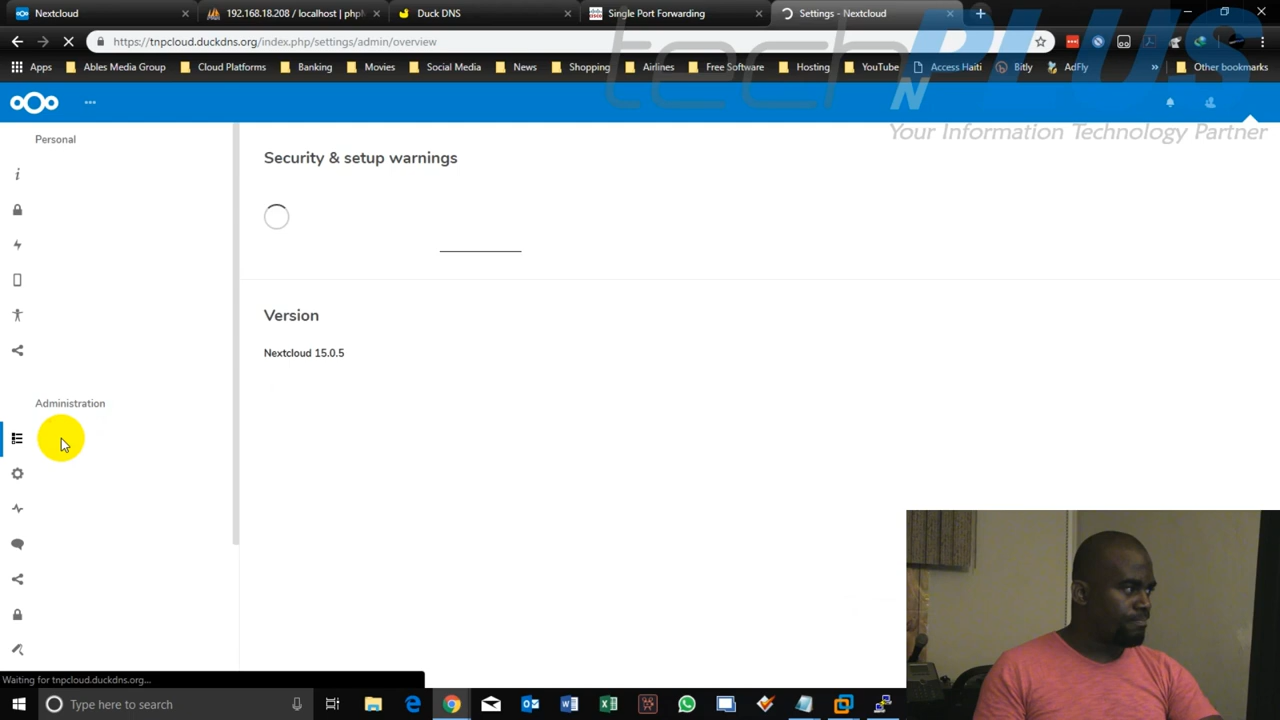 Nextcloud
192.168.18.208 / localhost | phpM
Duck DNS
Single Port Forwarding
Settings - Nextcloud
https://tnpcloud.duckdns.org/index.php/settings/admin/overview
Apps
Ables Media Group
Cloud Platforms
Banking
Movies
Social Media
News
Shopping
Airlines
Free Software
Hosting
YouTube
Access Haiti
Bitly
AdFly
»
Other bookmarks
tech N PLUS
Your Information Technology Partner
Personal
Security & setup warnings
Version
Nextcloud 15.0.5
Administration
Waiting for tnpcloud.duckdns.org...
Type here to search